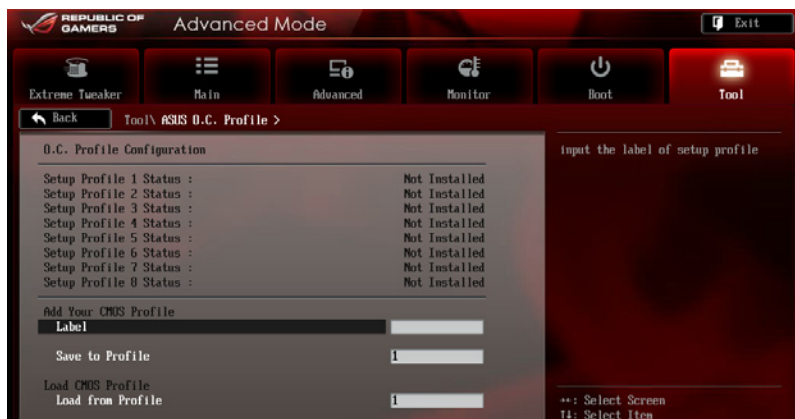 REPUBLIC OF
GAMERS
Advanced Mode
Exit
Extreme Tweaker
Main
Advanced
Monitor
Boot
Tool
Back
Tool\ ASUS O.C. Profile >
O.C. Profile Configuration
input the label of setup profile
Setup Profile 1 Status : Not Installed
Setup Profile 2 Status : Not Installed
Setup Profile 3 Status : Not Installed
Setup Profile 4 Status : Not Installed
Setup Profile 5 Status : Not Installed
Setup Profile 6 Status : Not Installed
Setup Profile 7 Status : Not Installed
Setup Profile 8 Status : Not Installed
Add Your CMOS Profile
Label
Save to Profile 1
Load CMOS Profile
Load from Profile 1
→←: Select Screen
↑↓: Select Item